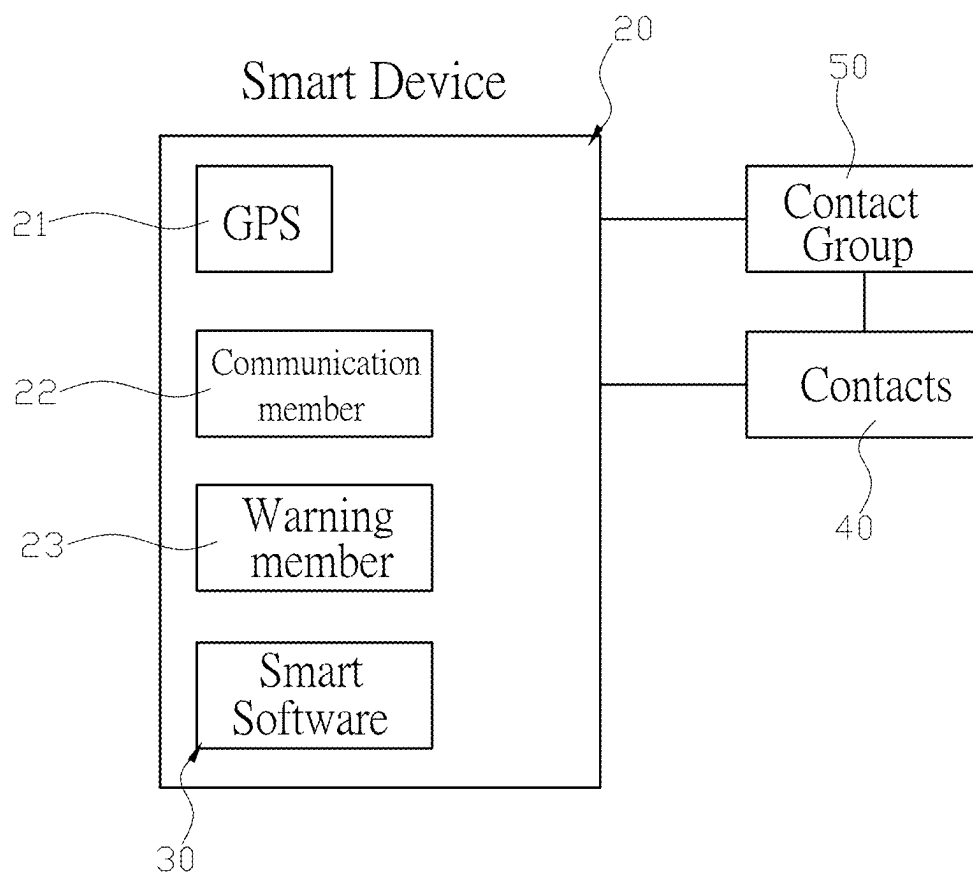 20
Smart Device
50
21
GPS
Contact
Group
22
Communication
member
Contacts
40
23
Warning
member
Smart
Software
30